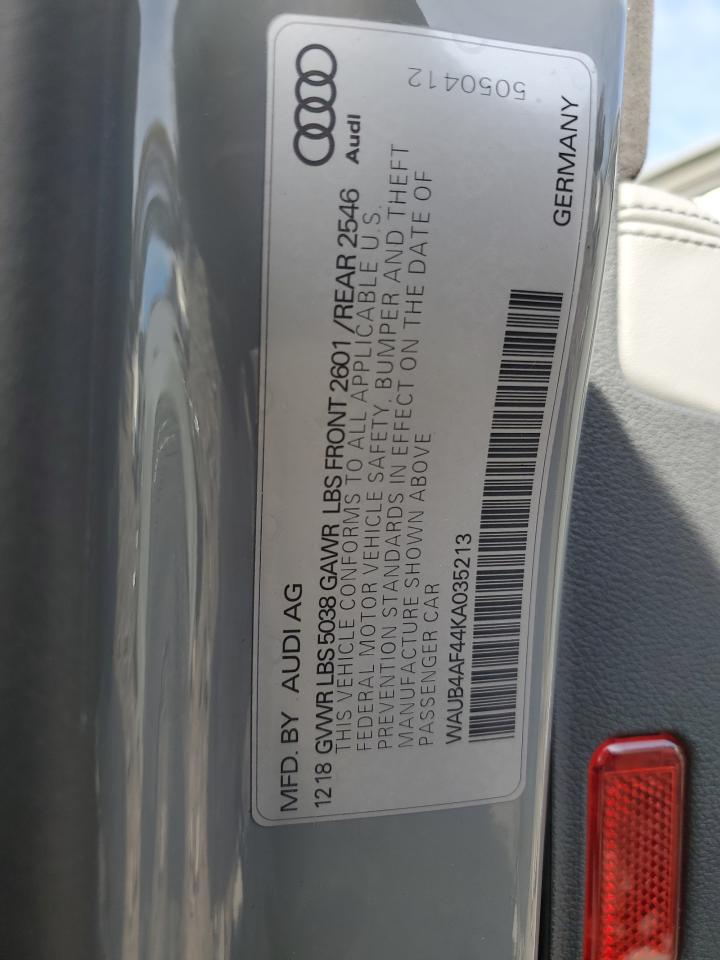 MFD. BY AUDI AG
Audi
12 18 GVWR LBS 5038 GAWR LBS FRONT 2601 /REAR 2546
THIS VEHICLE CONFORMS TO ALL APPLICABLE U.S.
FEDERAL MOTOR VEHICLE SAFETY, BUMPER AND THEFT
PREVENTION STANDARDS IN EFFECT ON THE DATE OF
MANUFACTURE SHOWN ABOVE
PASSENGER CAR
WAUB4AF44KA035213
GERMANY
5050412